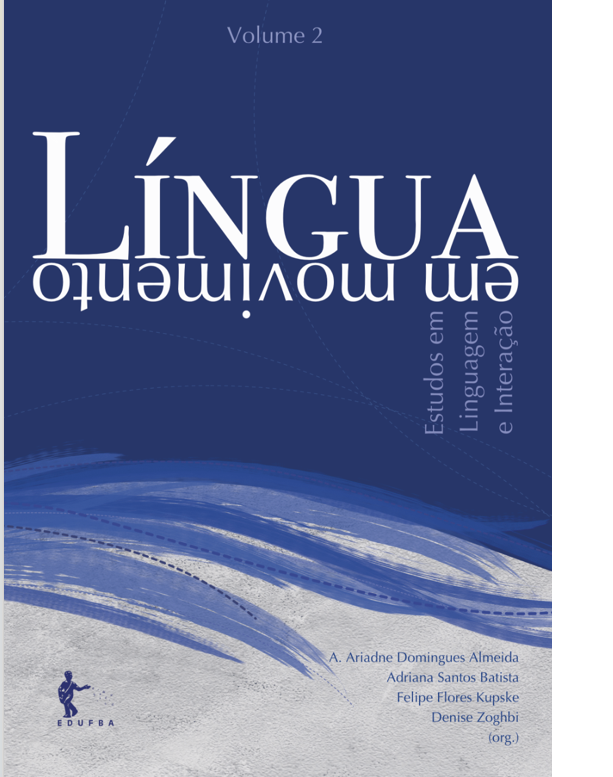 Volume 2
LÍNGUA
em movimento
Estudos em
Linguagem
e Interação
A. Ariadne Domingues Almeida
Adriana Santos Batista
Felipe Flores Kupske
Denise Zoghbi
(org.)
EDUFBA